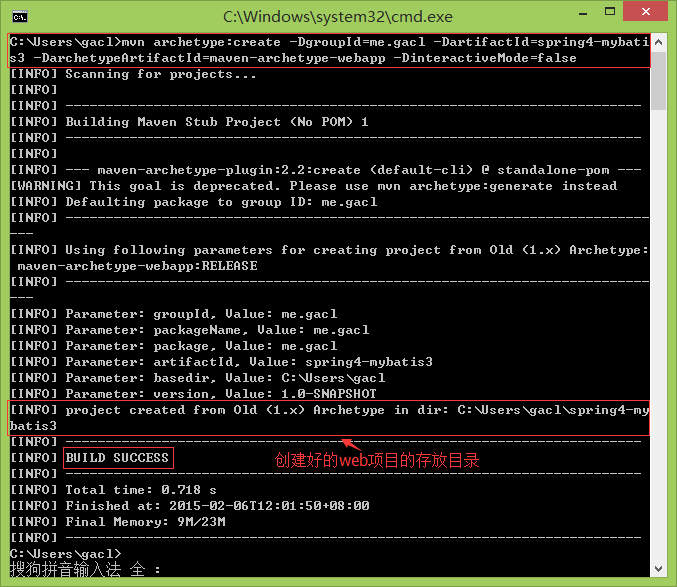 C:\Windows\system32\cmd.exe
C:\Users\gacl>mvn archetype:create -DgroupId=me.gacl -DartifactId=spring4-mybati
s3 -DarchetypeArtifactId=maven-archetype-webapp -DinteractiveMode=false
[INFO] Scanning for projects...
[INFO]
[INFO] ------------------------------------------------------------------------
[INFO] Building Maven Stub Project (No POM) 1
[INFO] ------------------------------------------------------------------------
[INFO]
[INFO] --- maven-archetype-plugin:2.2:create (default-cli) @ standalone-pom ---
[WARNING] This goal is deprecated. Please use mvn archetype:generate instead
[INFO] Defaulting package to group ID: me.gacl
[INFO] -------------------------------------------------------------------------
---
[INFO] Using following parameters for creating project from Old (1.x) Archetype:
 maven-archetype-webapp:RELEASE
[INFO] -------------------------------------------------------------------------
---
[INFO] Parameter: groupId, Value: me.gacl
[INFO] Parameter: packageName, Value: me.gacl
[INFO] Parameter: package, Value: me.gacl
[INFO] Parameter: artifactId, Value: spring4-mybatis3
[INFO] Parameter: basedir, Value: C:\Users\gacl
[INFO] Parameter: version, Value: 1.0-SNAPSHOT
[INFO] project created from Old (1.x) Archetype in dir: C:\Users\gacl\spring4-my
batis3
[INFO] ------------------------------------------------------------------------
[INFO] BUILD SUCCESS
创建好的web项目的存放目录
[INFO] ------------------------------------------------------------------------
[INFO] Total time: 0.718 s
[INFO] Finished at: 2015-02-06T12:01:50+08:00
[INFO] Final Memory: 9M/23M
[INFO] ------------------------------------------------------------------------
C:\Users\gacl>
搜狗拼音输入法 全 :